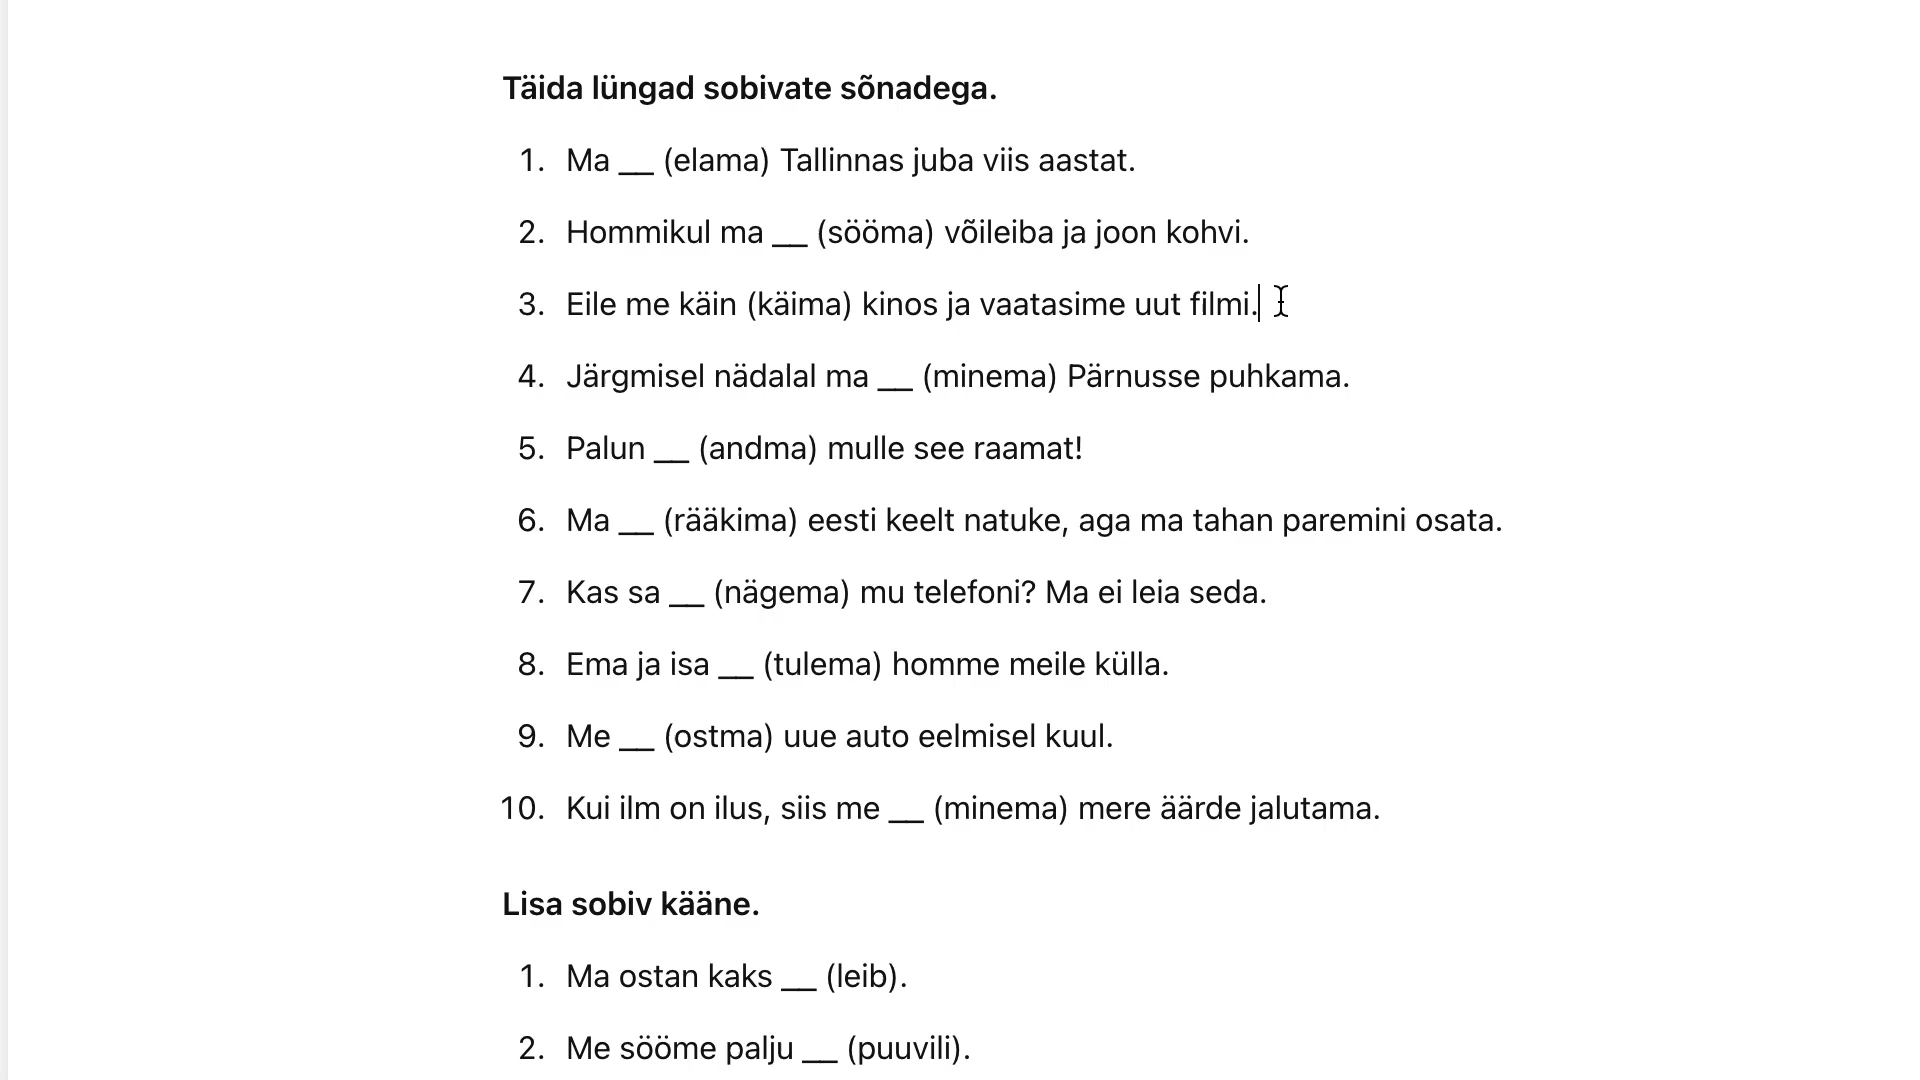 Täida lüngad sobivate sõnadega.
1. Ma __ (elama) Tallinnas juba viis aastat.
2. Hommikul ma __ (sööma) võileiba ja joon kohvi.
3. Eile me käin (käima) kinos ja vaatasime uut filmi.
4. Järgmisel nädalal ma __ (minema) Pärnusse puhkama.
5. Palun __ (andma) mulle see raamat!
6. Ma __ (rääkima) eesti keelt natuke, aga ma tahan paremini osata.
7. Kas sa __ (nägema) mu telefoni? Ma ei leia seda.
8. Ema ja isa __ (tulema) homme meile külla.
9. Me __ (ostma) uue auto eelmisel kuul.
10. Kui ilm on ilus, siis me __ (minema) mere äärde jalutama.
Lisa sobiv kääne.
1. Ma ostan kaks __ (leib).
2. Me sööme palju __ (puuvili).